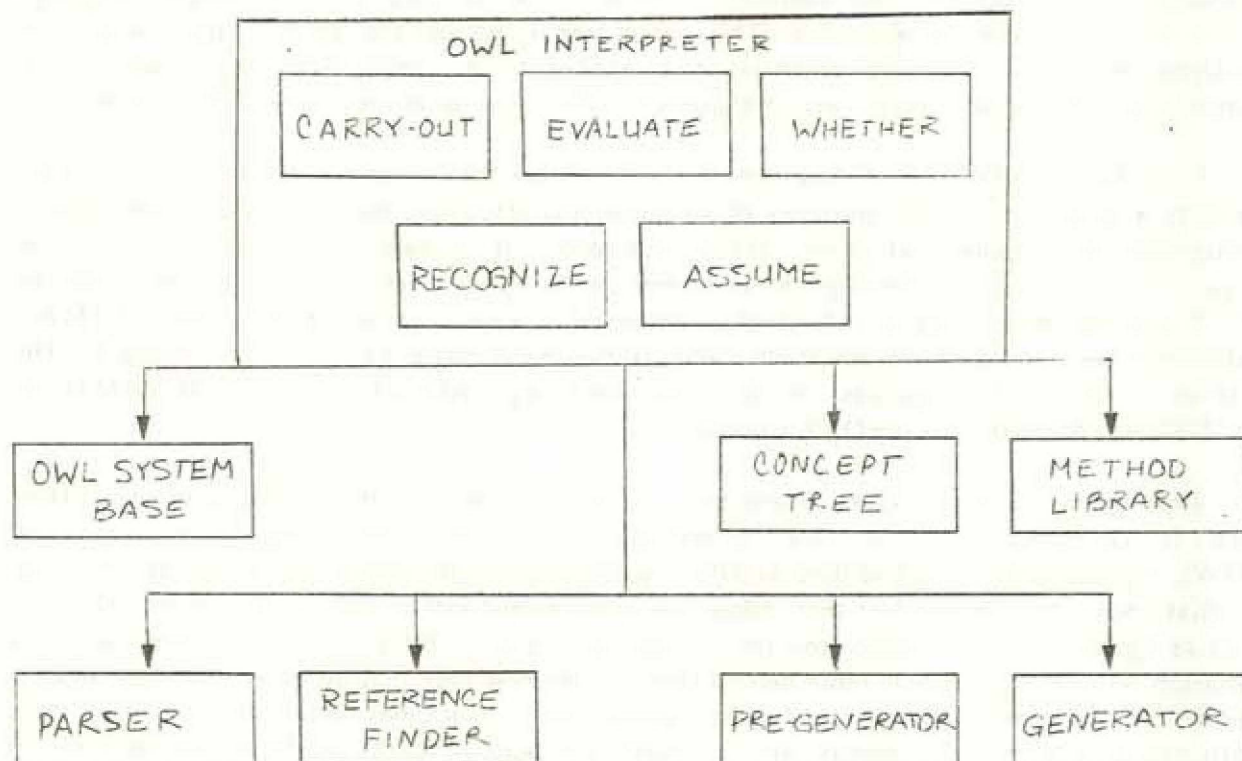 OWL INTERPRETER
CARRY-OUT
EVALUATE
WHETHER
RECOGNIZE
ASSUME
OWL SYSTEM
BASE
CONCEPT
TREE
METHOD
LIBRARY
PARSER
REFERENCE
FINDER
PRE-GENERATOR
GENERATOR